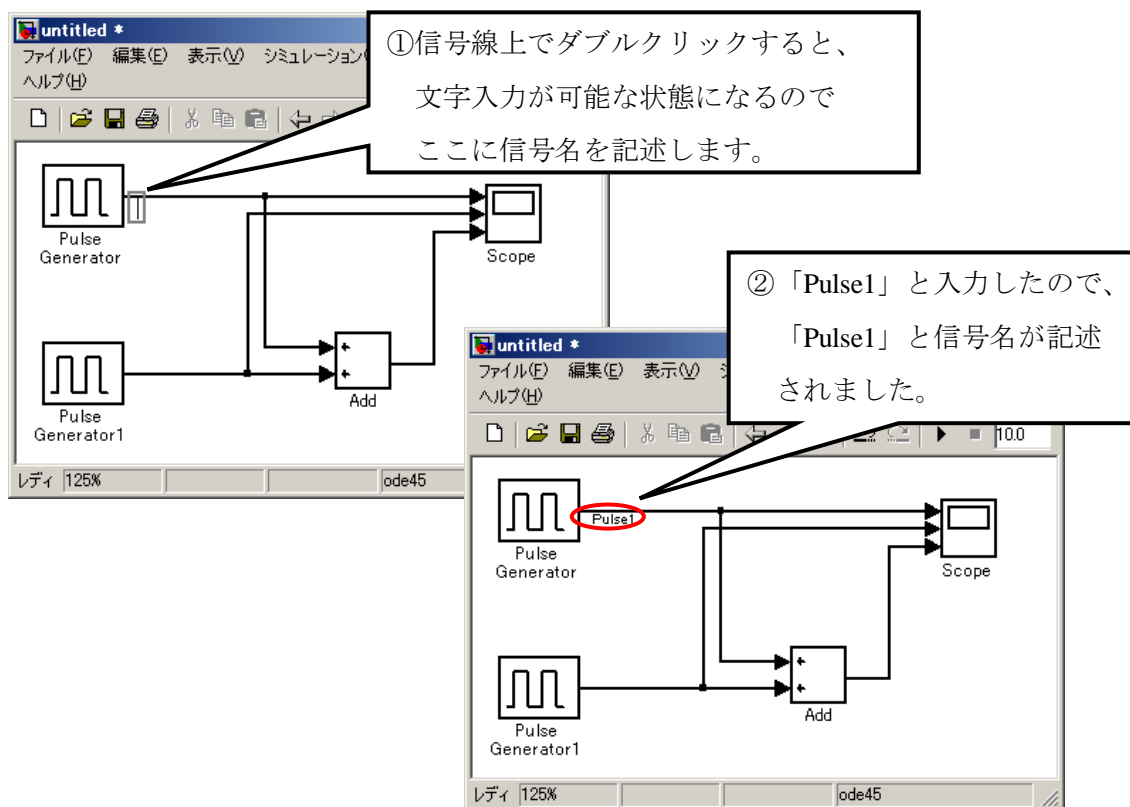 untitled *
ファイル(F) 編集(E) 表示(V) シミュレーション(
ヘルプ(H)
①信号線上でダブルクリックすると、
文字入力が可能な状態になるので
ここに信号名を記述します。
Pulse
Generator
Scope
Pulse
Generator1
Add
レディ 125% ode45
②「Pulse1」と入力したので、
「Pulse1」と信号名が記述
されました。
untitled *
ファイル(F) 編集(E) 表示(V)
ヘルプ(H)
10.0
Pulse1
Pulse
Generator
Scope
Pulse
Generator1
Add
レディ 125% ode45